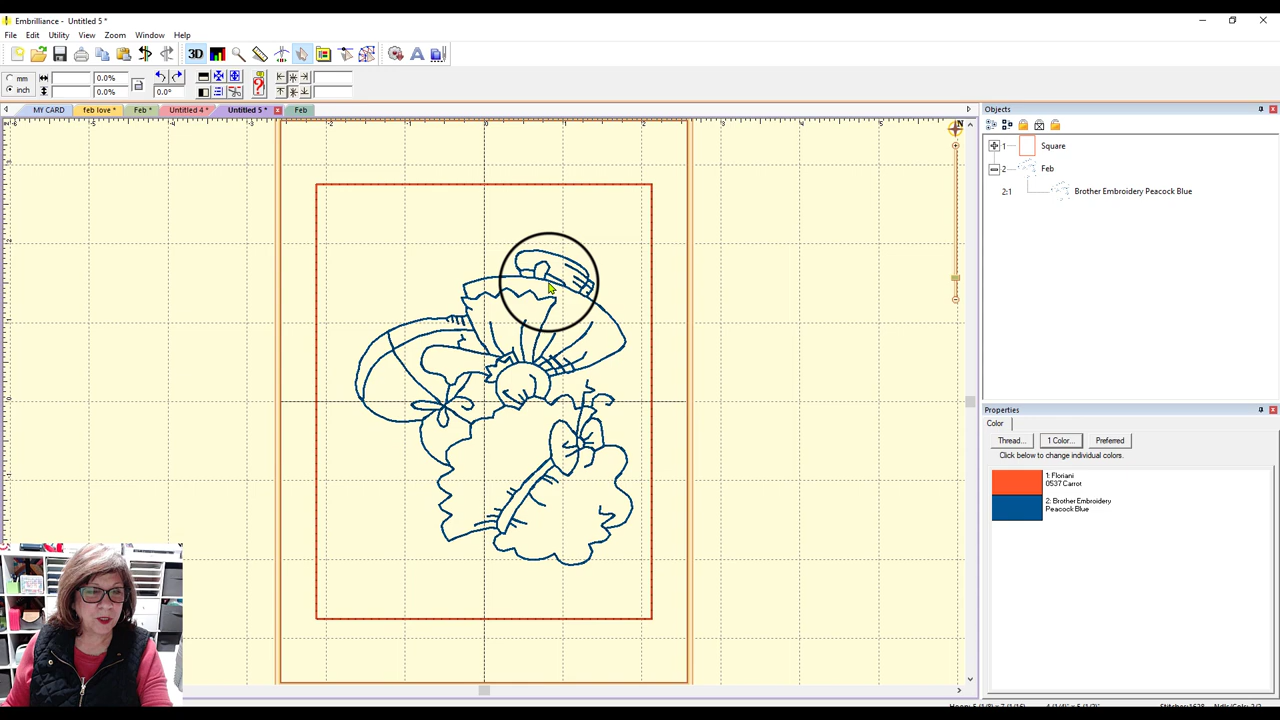 Embrilliance - Untitled 5 *
File Edit Utility View Zoom Window Help
3D
mm 0.0%
inch 0.0% 0.0°
MY CARD feb love * Feb * Untitled 4 * Untitled 5 * Feb
N
Objects
1 Square
2 Feb
2:1 Brother Embroidery Peacock Blue
Properties
Color
Thread... 1 Color... Preferred
Click below to change individual colors.
1: Floriani
0537 Carrot
2: Brother Embroidery
Peacock Blue